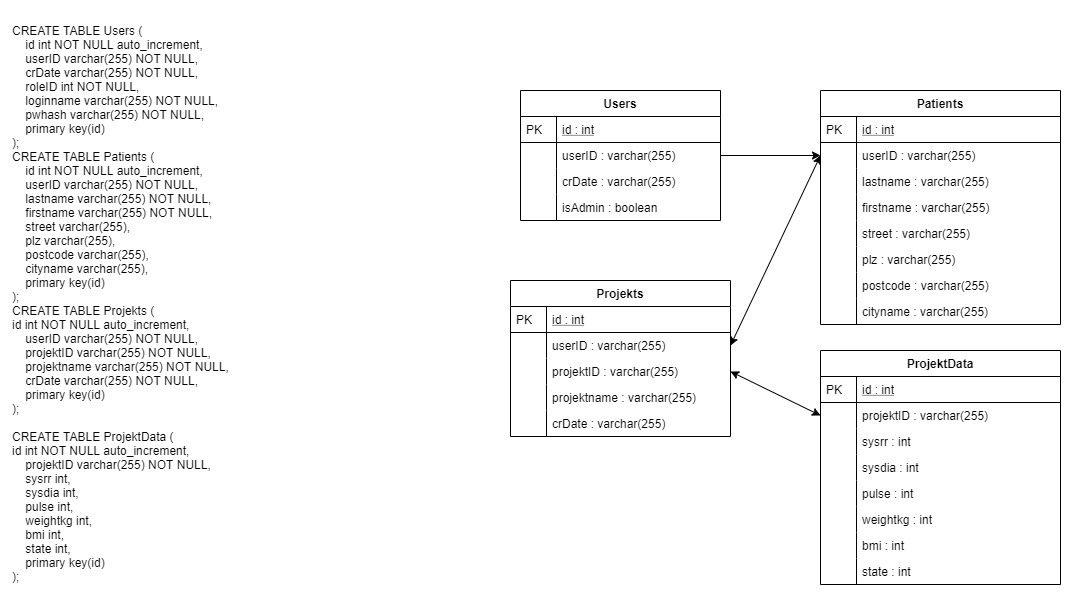 CREATE TABLE Users (
id int NOT NULL auto_increment,
userID varchar(255) NOT NULL,
crDate varchar(255) NOT NULL,
roleID int NOT NULL,
loginname varchar(255) NOT NULL,
pwhash varchar(255) NOT NULL,
primary key(id)
);
CREATE TABLE Patients (
id int NOT NULL auto_increment,
userID varchar(255) NOT NULL,
lastname varchar(255) NOT NULL,
firstname varchar(255) NOT NULL,
street varchar(255),
plz varchar(255),
postcode varchar(255),
cityname varchar(255),
primary key(id)
);
CREATE TABLE Projekts (
id int NOT NULL auto_increment,
userID varchar(255) NOT NULL,
projektID varchar(255) NOT NULL,
projektname varchar(255) NOT NULL,
crDate varchar(255) NOT NULL,
primary key(id)
);
CREATE TABLE ProjektData (
id int NOT NULL auto_increment,
projektID varchar(255) NOT NULL,
sysrr int,
sysdia int,
pulse int,
weightkg int,
bmi int,
state int,
primary key(id)
);
Users
PK id : int
userID : varchar(255)
crDate : varchar(255)
isAdmin : boolean
Patients
PK id : int
userID : varchar(255)
lastname : varchar(255)
firstname : varchar(255)
street : varchar(255)
plz : varchar(255)
postcode : varchar(255)
cityname : varchar(255)
Projekts
PK id : int
userID : varchar(255)
projektID : varchar(255)
projektname : varchar(255)
crDate : varchar(255)
ProjektData
PK id : int
projektID : varchar(255)
sysrr : int
sysdia : int
pulse : int
weightkg : int
bmi : int
state : int